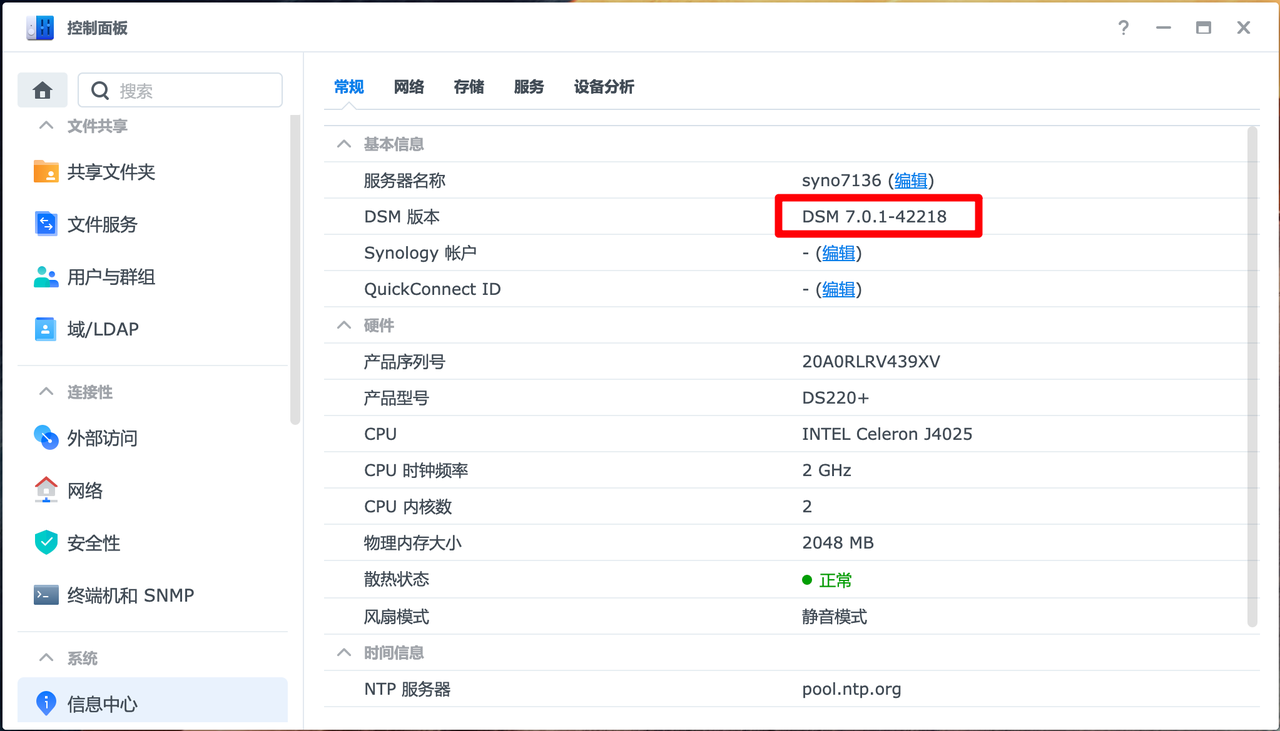 控制面板
搜索
常规 网络 存储 服务 设备分析
文件共享
共享文件夹
文件服务
用户与群组
域/LDAP
连接性
外部访问
网络
安全性
终端机和 SNMP
系统
信息中心
基本信息
服务器名称 syno7136 (编辑)
DSM 版本 DSM 7.0.1-42218
Synology 帐户 - (编辑)
QuickConnect ID - (编辑)
硬件
产品序列号 20A0RLRV439XV
产品型号 DS220+
CPU INTEL Celeron J4025
CPU 时钟频率 2 GHz
CPU 内核数 2
物理内存大小 2048 MB
散热状态 正常
风扇模式 静音模式
时间信息
NTP 服务器 pool.ntp.org